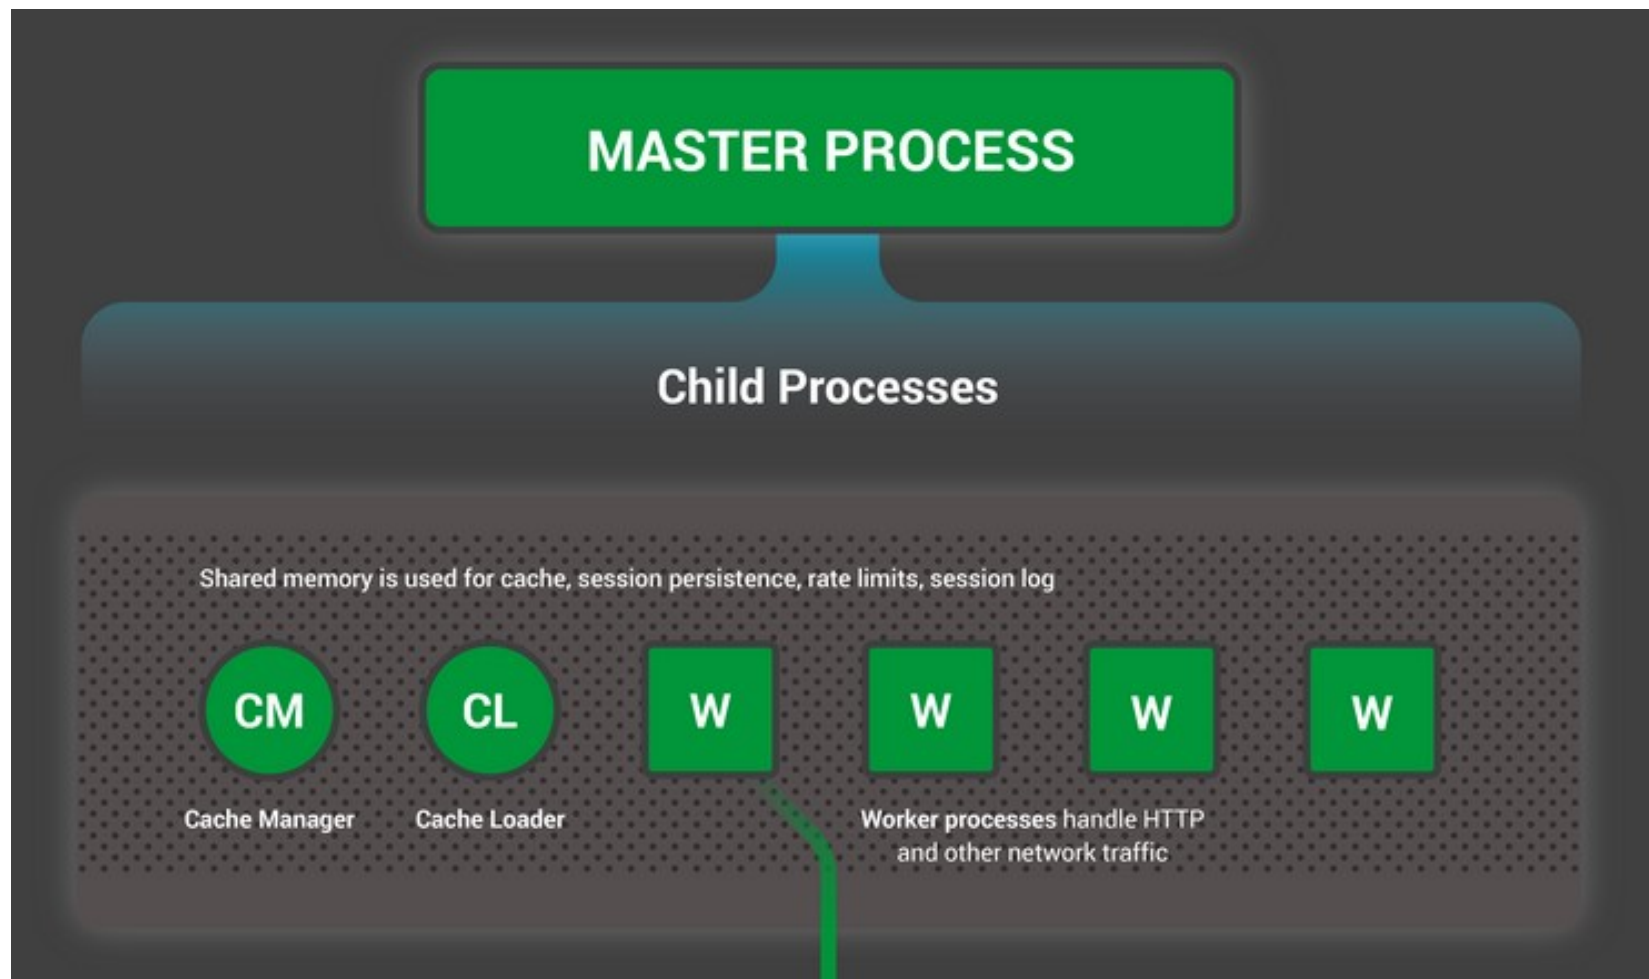 MASTER PROCESS
Child Processes
Shared memory is used for cache, session persistence, rate limits, session log
CM
CL
W
W
W
W
Cache Manager
Cache Loader
Worker processes handle HTTP
and other network traffic